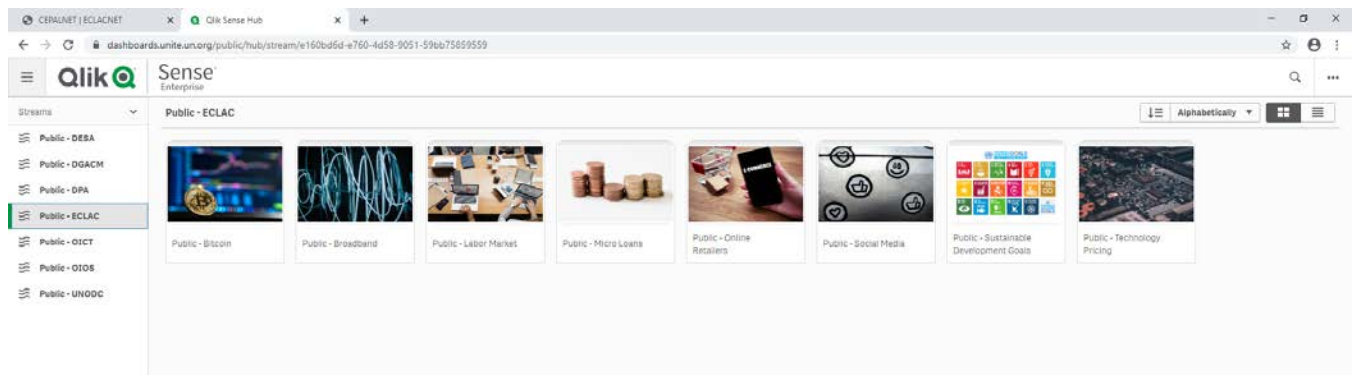 CEPALNET | ECLACNET
Qlik Sense Hub
dashboards.unite.un.org/public/hub/stream/e160bd6d-e760-4d58-9051-59bb75859559
Qlik
Sense
Enterprise
Streams
Public - ECLAC
Alphabetically
Public - DESA
Public - DGACM
Public - DPA
Public - ECLAC
Public - OICT
Public - OIOS
Public - UNODC
E-COMMERCE
Public - Bitcoin
Public - Broadband
Public - Labor Market
Public - Micro Loans
Public - Online
Retailers
Public - Social Media
Public - Sustainable
Development Goals
Public - Technology
Pricing